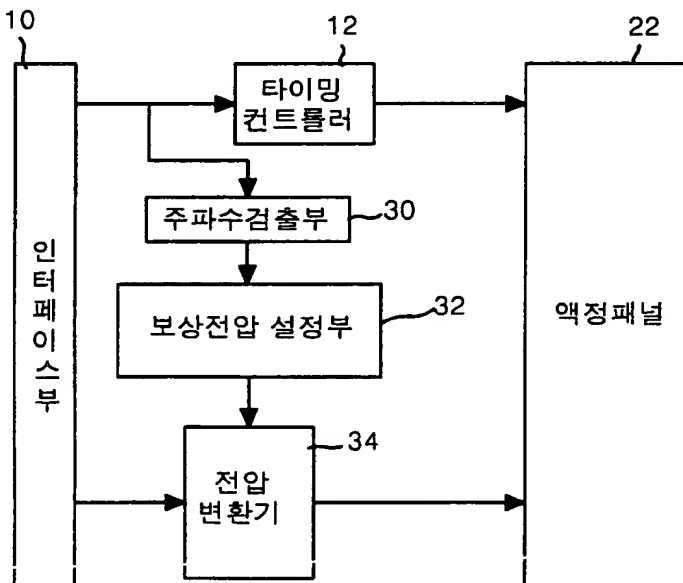 10
12
22
타이밍
컨트롤러
주파수검출부
30
인터페이스부
보상전압 설정부
32
액정패널
34
전압
변환기